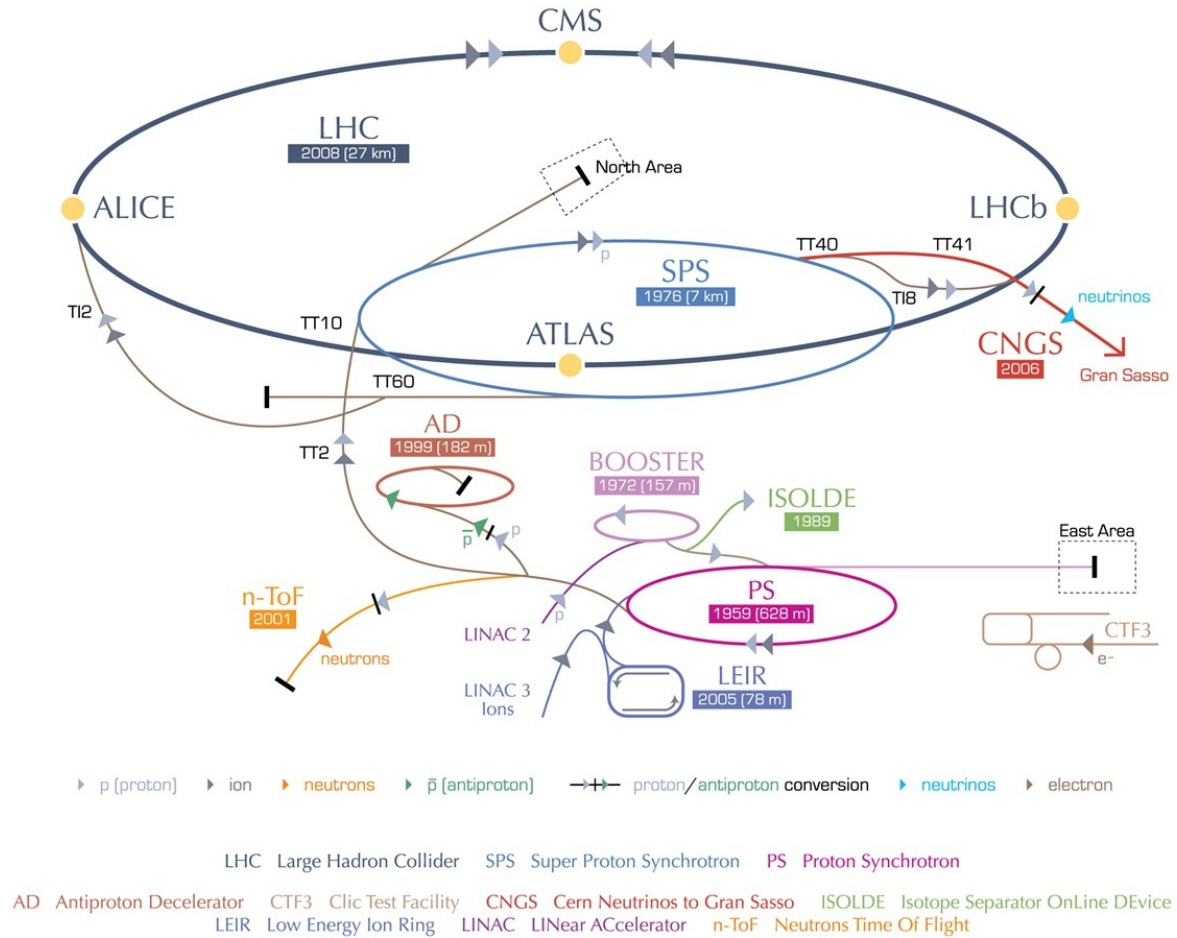 CMS
LHC
2008 (27 km)
North Area
ALICE
LHCb
TT40
TT41
SPS
1976 (7 km)
p
TI8
TI2
neutrinos
TT10
ATLAS
CNGS
2006
Gran Sasso
TT60
AD
1999 (182 m)
TT2
BOOSTER
1972 (157 m)
ISOLDE
1989
p
p̅
East Area
n-ToF
2001
PS
1959 (628 m)
p
LINAC 2
CTF3
e-
neutrons
LEIR
2005 (78 m)
LINAC 3
Ions
p (proton)
ion
neutrons
p̅ (antiproton)
proton/antiproton conversion
neutrinos
electron
LHC Large Hadron Collider SPS Super Proton Synchrotron PS Proton Synchrotron
AD Antiproton Decelerator CTF3 Clic Test Facility CNGS Cern Neutrinos to Gran Sasso ISOLDE Isotope Separator OnLine DEvice
LEIR Low Energy Ion Ring LINAC LINear ACcelerator n-ToF Neutrons Time Of Flight